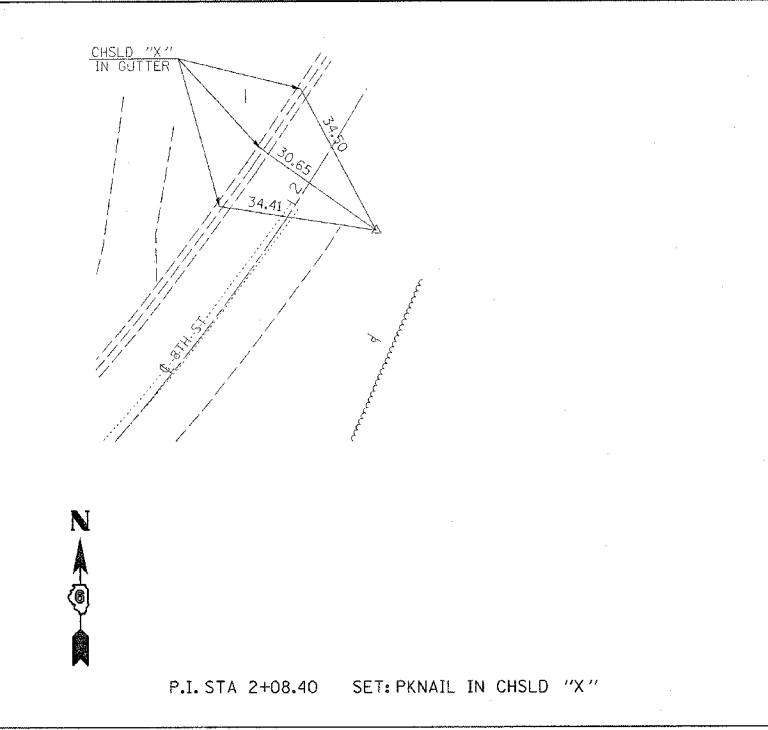 CHSLD "X"
IN GUTTER
34.50
30.65
2
34.41
℄ 8TH ST.
N
6
P.I. STA 2+08.40 SET: PKNAIL IN CHSLD "X"